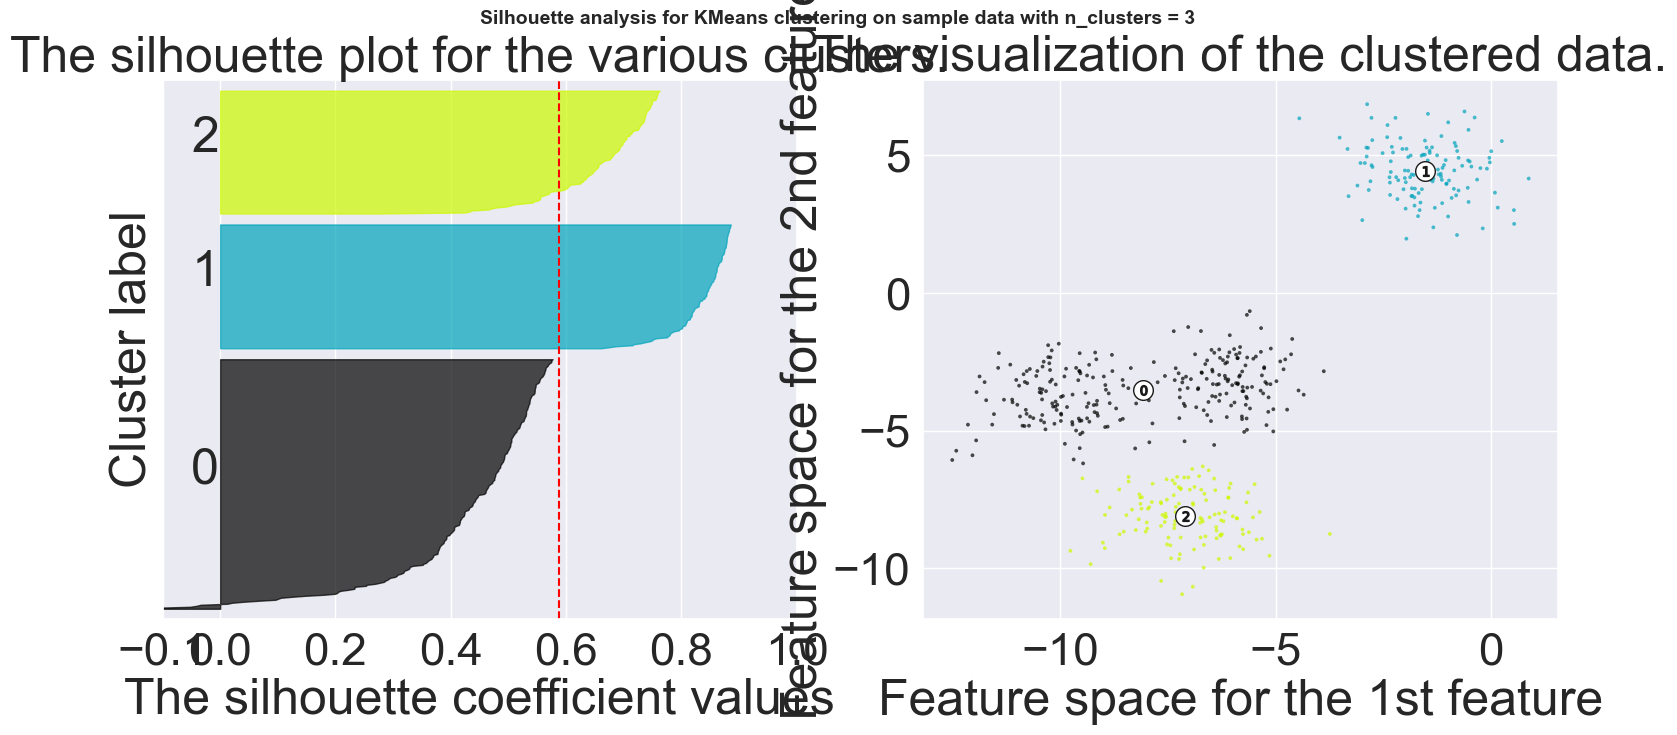 Silhouette analysis for KMeans clustering on sample data with n_clusters = 3
The silhouette plot for the various clusters.
2
1
0
Cluster label
−0.1
0.0
0.2
0.4
0.6
0.8
1.0
The silhouette coefficient values
The visualization of the clustered data.
Feature space for the 2nd feature
5
0
−5
−10
1
0
2
−10
−5
0
Feature space for the 1st feature